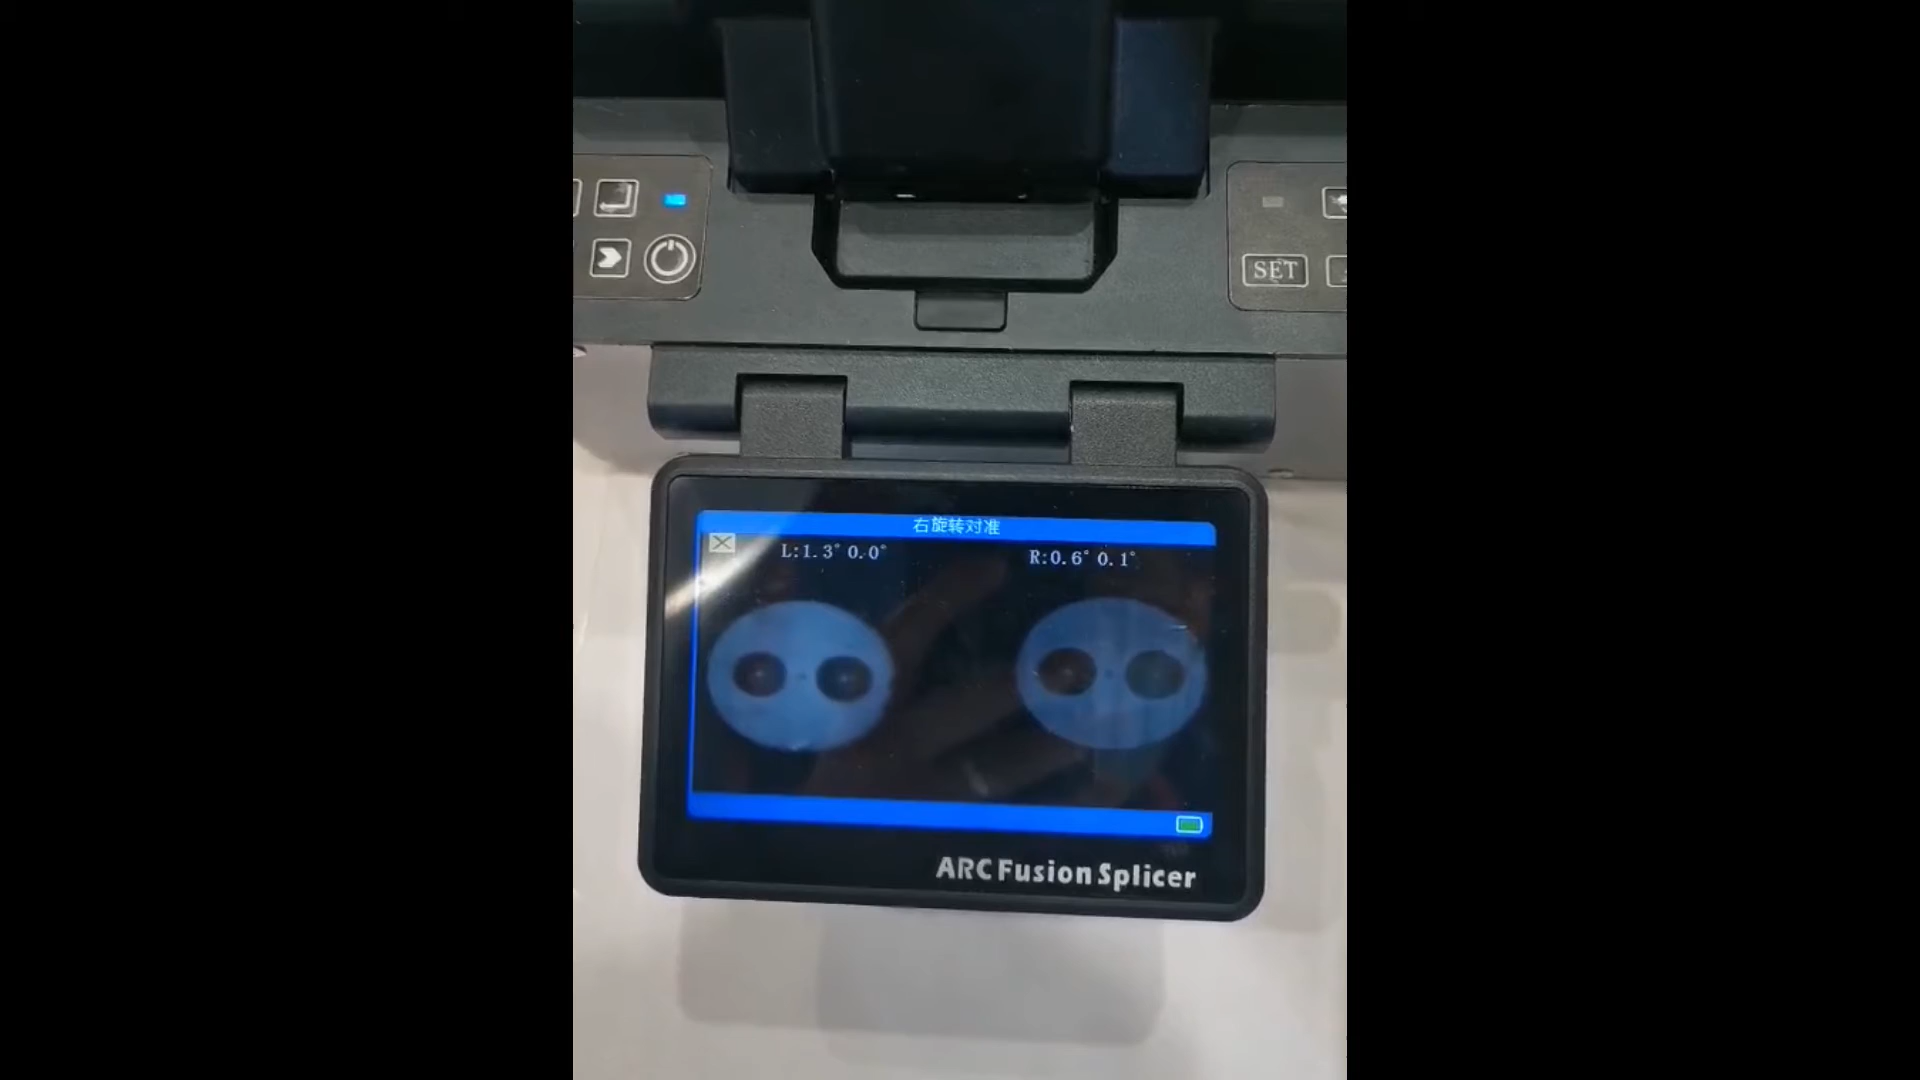 SET
右旋转对准
L:1.3° 0.0°
R:0.6° 0.1°
ARC Fusion Splicer